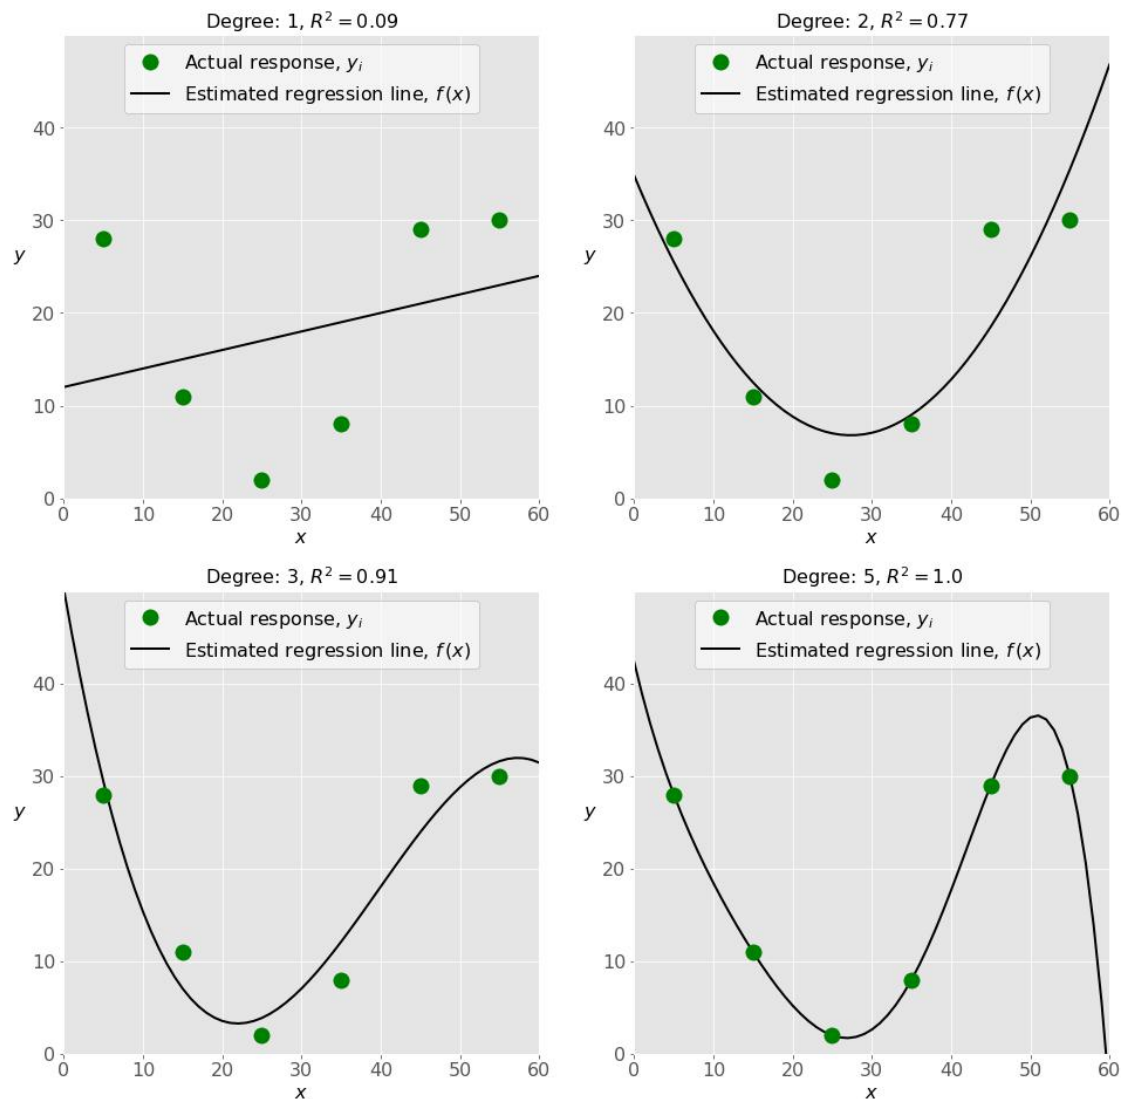 Degree: 1, R² = 0.09
Actual response, yᵢ
Estimated regression line, f(x)
40
30
y
20
10
0
0 10 20 30 40 50 60
x
Degree: 2, R² = 0.77
Actual response, yᵢ
Estimated regression line, f(x)
40
30
y
20
10
0
0 10 20 30 40 50 60
x
Degree: 3, R² = 0.91
Actual response, yᵢ
Estimated regression line, f(x)
40
30
y
20
10
0
0 10 20 30 40 50 60
x
Degree: 5, R² = 1.0
Actual response, yᵢ
Estimated regression line, f(x)
40
30
y
20
10
0
0 10 20 30 40 50 60
x